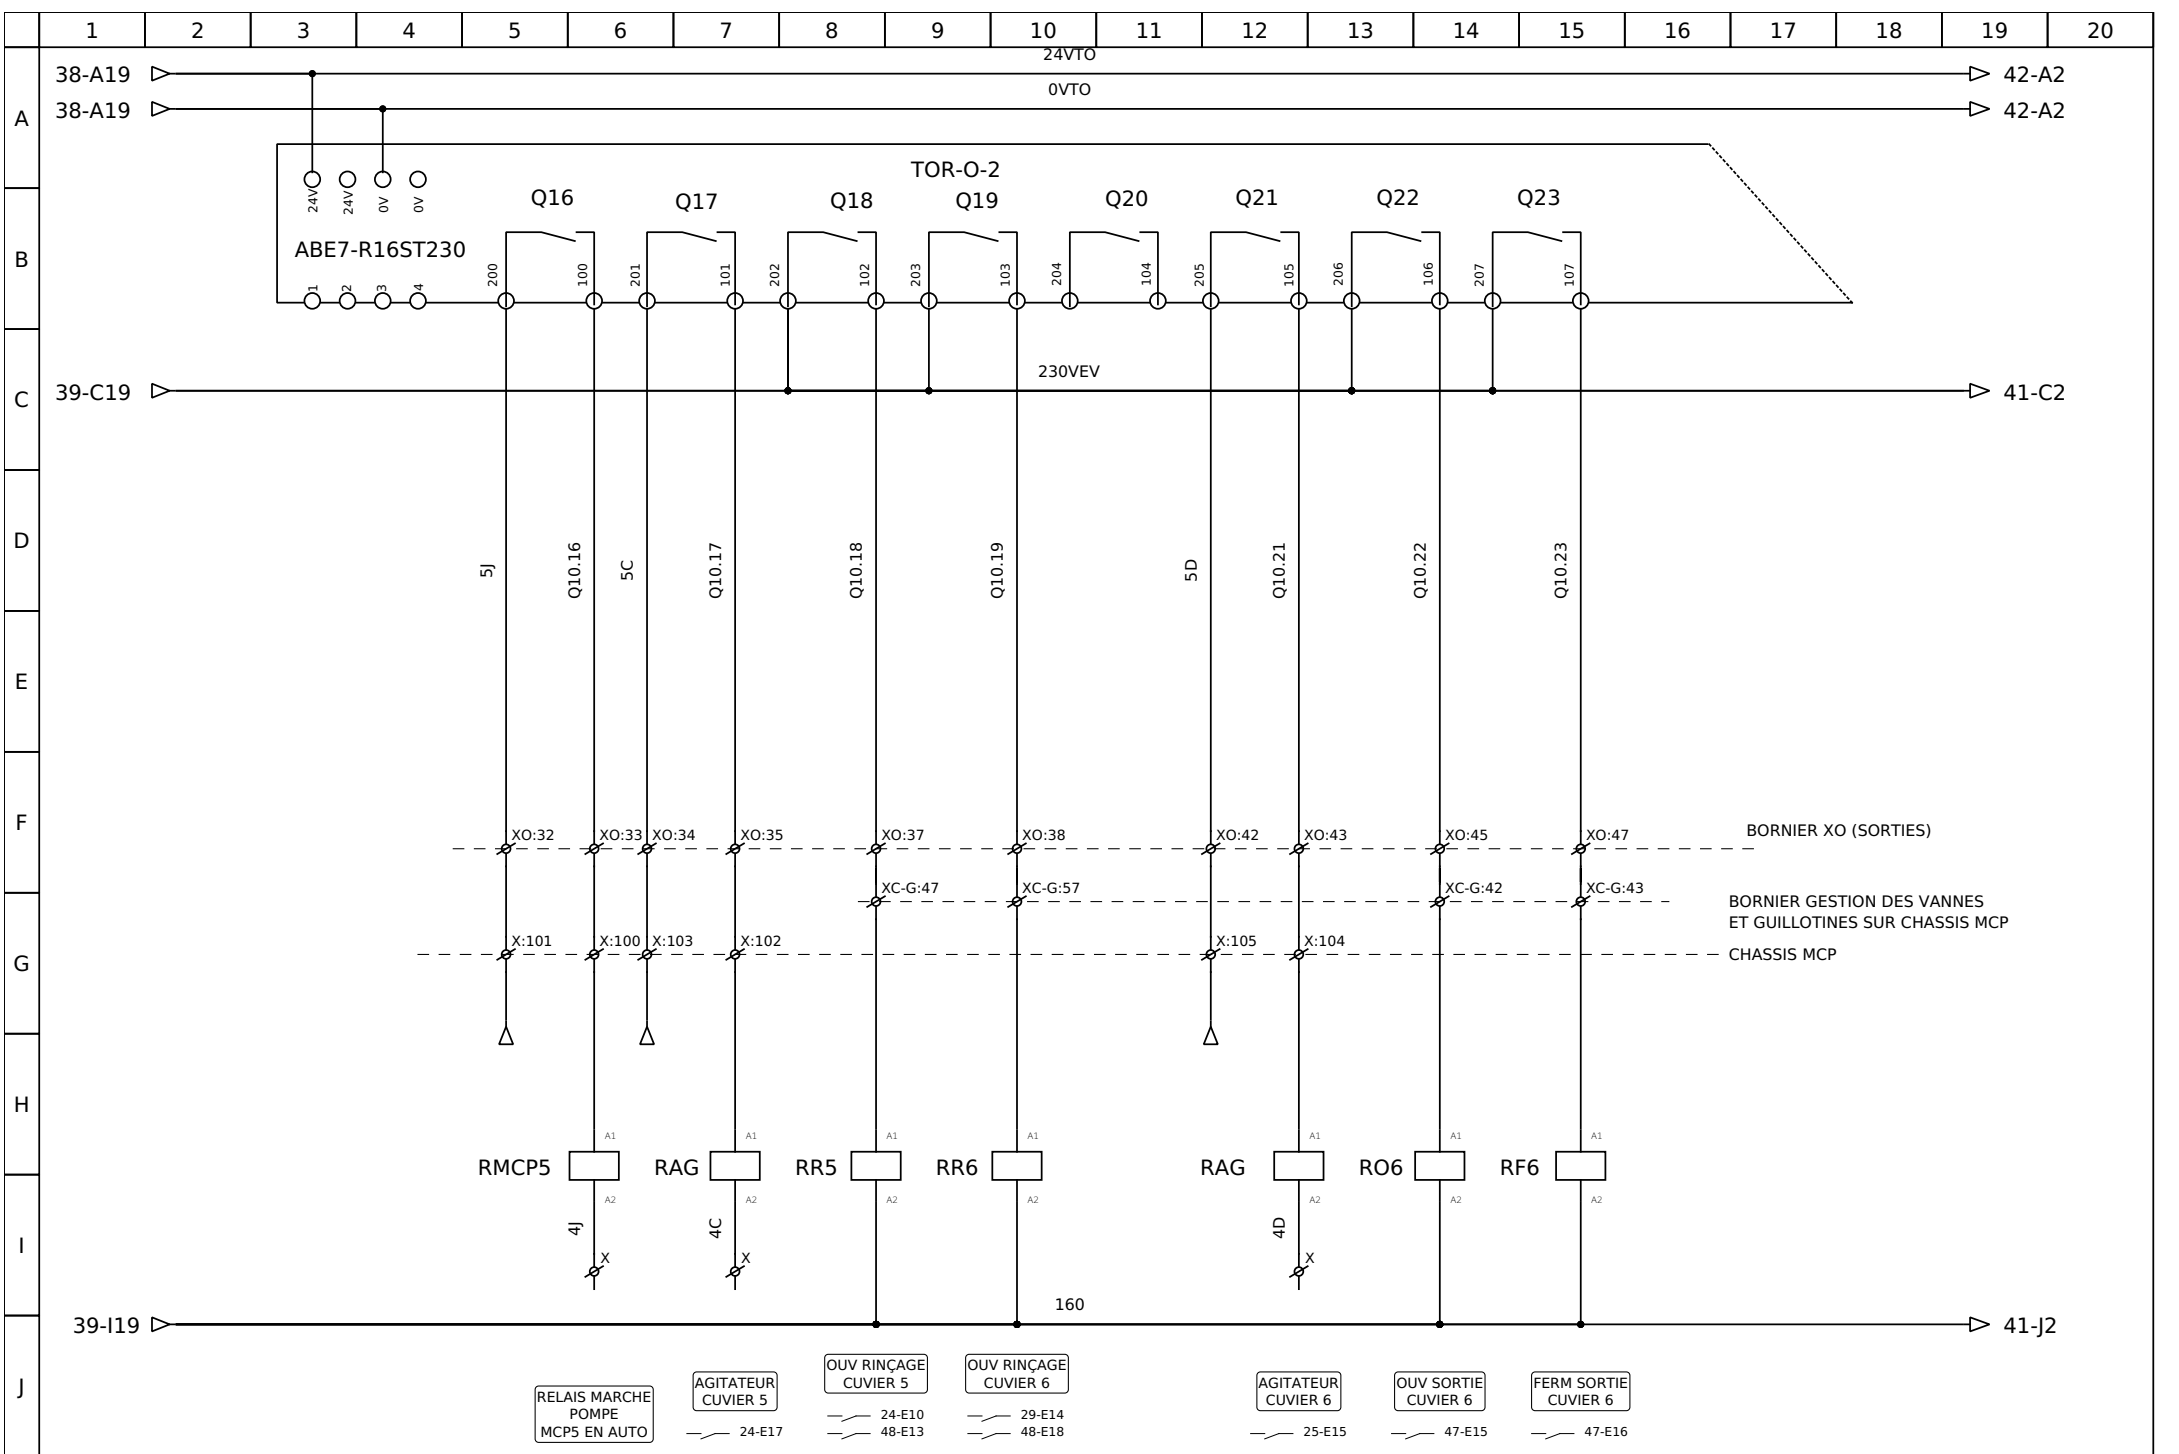 1 2 3 4 5 6 7 8 9 10 11 12 13 14 15 16 17 18 19 20
24VTO
38-A19 42-A2
0VTO
A 38-A19 42-A2
TOR-O-2
24V 24V 0V 0V
Q16 Q17 Q18 Q19 Q20 Q21 Q22 Q23
B ABE7-R16ST230
1 2 3 4 200 100 201 101 202 102 203 103 204 104 205 105 206 106 207 107
230VEV
C 39-C19 41-C2
D 5J Q10.16 5C Q10.17 Q10.18 Q10.19 5D Q10.21 Q10.22 Q10.23
E
F XO:32 XO:33 XO:34 XO:35 XO:37 XO:38 XO:42 XO:43 XO:45 XO:47 BORNIER XO (SORTIES)
XC-G:47 XC-G:57 XC-G:42 XC-G:43 BORNIER GESTION DES VANNES
ET GUILLOTINES SUR CHASSIS MCP
G X:101 X:100 X:103 X:102 X:105 X:104 CHASSIS MCP
H
A1 A1 A1 A1 A1 A1 A1
RMCP5 RAG RR5 RR6 RAG RO6 RF6
A2 A2 A2 A2 A2 A2 A2
I 4J 4C 4D
X X X
160
39-I19 41-J2
J
RELAIS MARCHE
POMPE
MCP5 EN AUTO
AGITATEUR
CUVIER 5
24-E17
OUV RINÇAGE
CUVIER 5
24-E10
48-E13
OUV RINÇAGE
CUVIER 6
29-E14
48-E18
AGITATEUR
CUVIER 6
25-E15
OUV SORTIE
CUVIER 6
47-E15
FERM SORTIE
CUVIER 6
47-E16